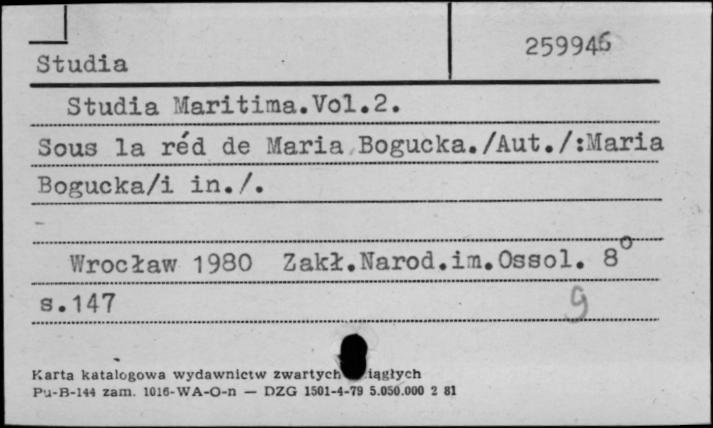 259946
Studia
Studia Maritima.Vol.2.
Sous la réd de Maria Bogucka./Aut./:Maria
Bogucka/i in./.
Wrocław 1980 Zakł.Narod.im.Ossol. 8°
s.147
9
Karta katalogowa wydawnictw zwartych iągłych
Pu-B-144 zam. 1016-WA-O-n — DZG 1501-4-79 5.050.000 2 81